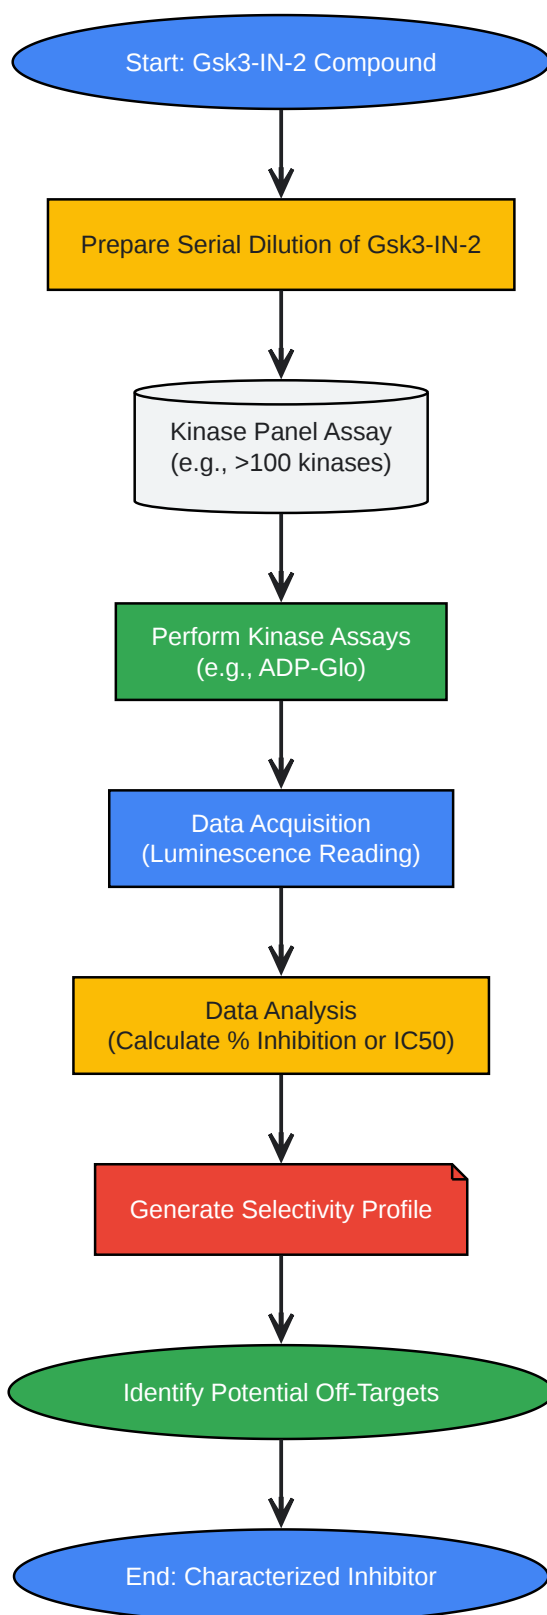 Start: Gsk3-IN-2 Compound
Prepare Serial Dilution of Gsk3-IN-2
Kinase Panel Assay
(e.g., >100 kinases)
Perform Kinase Assays
(e.g., ADP-Glo)
Data Acquisition
(Luminescence Reading)
Data Analysis
(Calculate % Inhibition or IC50)
Generate Selectivity Profile
Identify Potential Off-Targets
End: Characterized Inhibitor